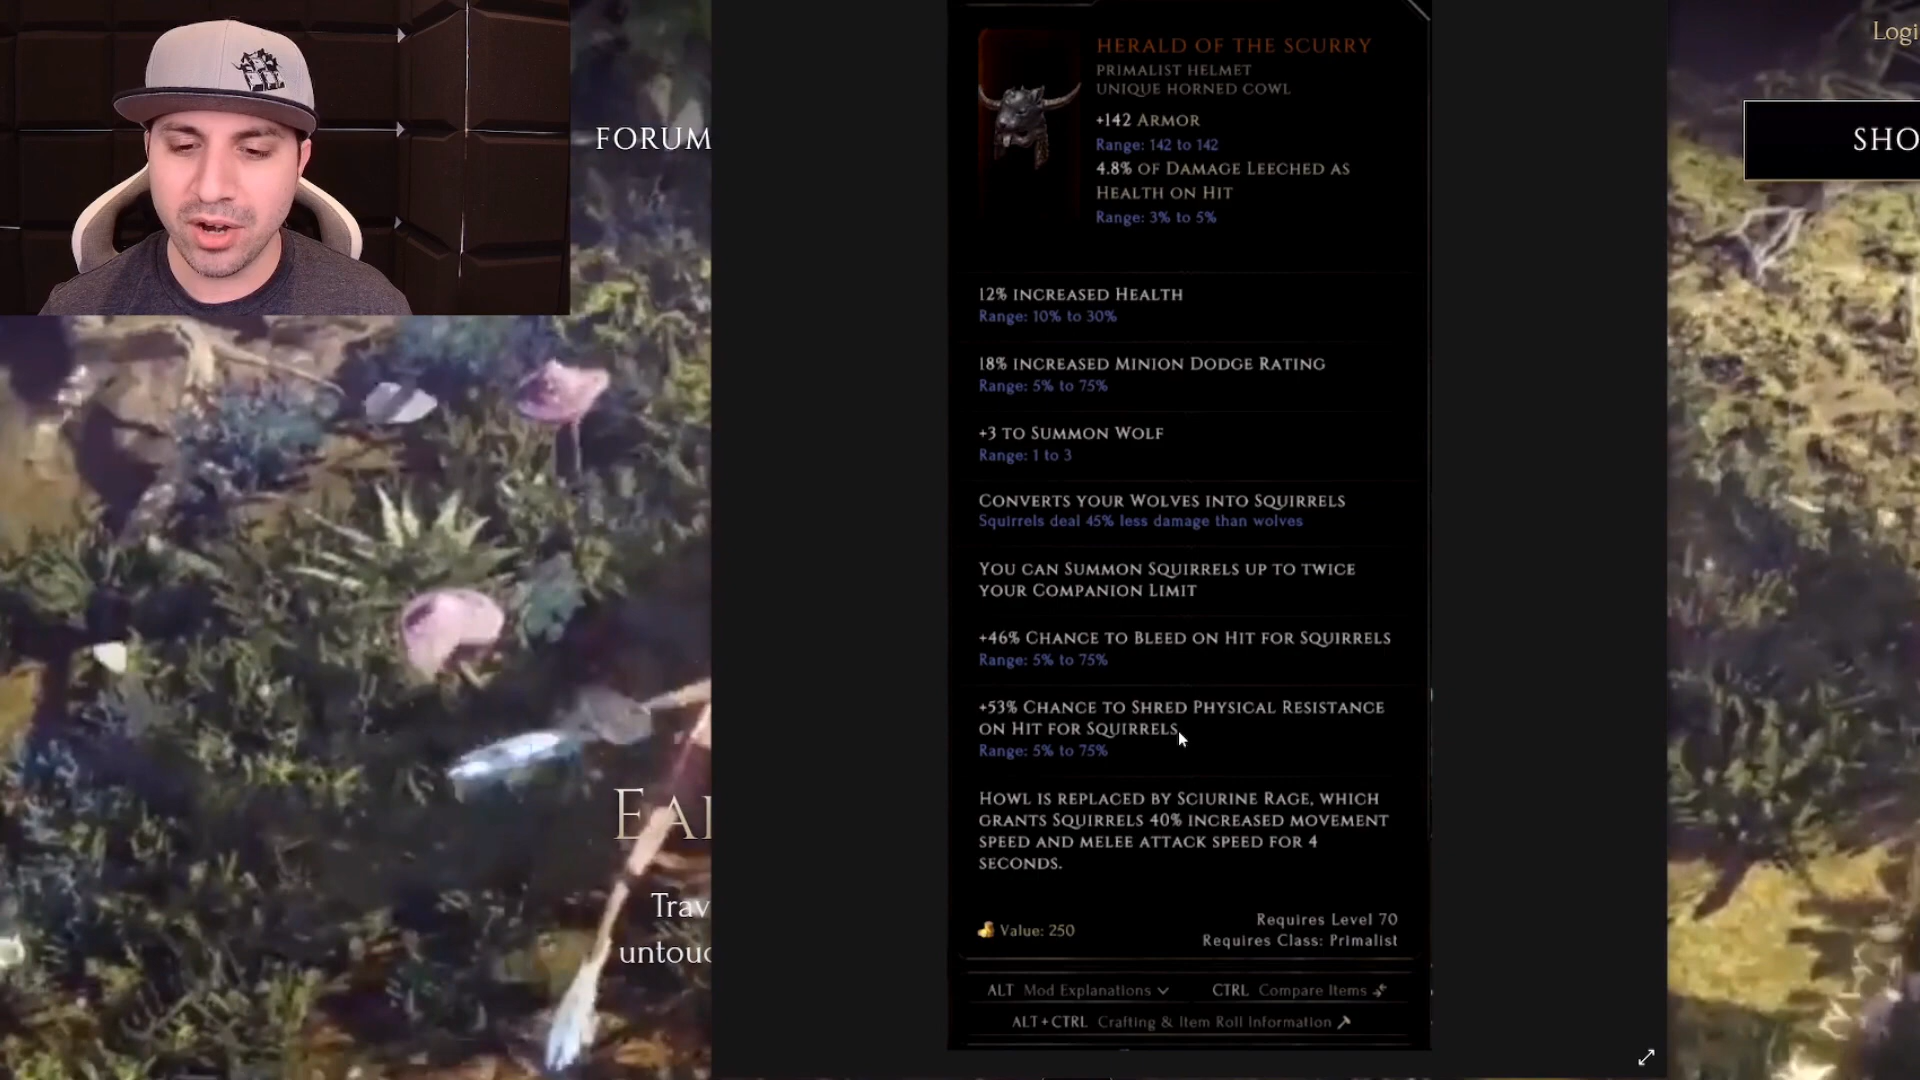 HERALD OF THE SCURRY
PRIMALIST HELMET
UNIQUE HORNED COWL
+142 ARMOR
Range: 142 to 142
4.8% OF DAMAGE LEECHED AS
HEALTH ON HIT
Range: 3% to 5%
12% INCREASED HEALTH
Range: 10% to 30%
18% INCREASED MINION DODGE RATING
Range: 5% to 75%
+3 TO SUMMON WOLF
Range: 1 to 3
CONVERTS YOUR WOLVES INTO SQUIRRELS
Squirrels deal 45% less damage than wolves
YOU CAN SUMMON SQUIRRELS UP TO TWICE
YOUR COMPANION LIMIT
+46% CHANCE TO BLEED ON HIT FOR SQUIRRELS
Range: 5% to 75%
+53% CHANCE TO SHRED PHYSICAL RESISTANCE
ON HIT FOR SQUIRRELS
Range: 5% to 75%
HOWL IS REPLACED BY SCIURINE RAGE, WHICH
GRANTS SQUIRRELS 40% INCREASED MOVEMENT
SPEED AND MELEE ATTACK SPEED FOR 4
SECONDS.
Value: 250
Requires Level 70
Requires Class: Primalist
ALT Mod Explanations
CTRL Compare Items
ALT + CTRL Crafting & Item Roll Information
FORUM
Logi
SHO
EA
Trav
untouc